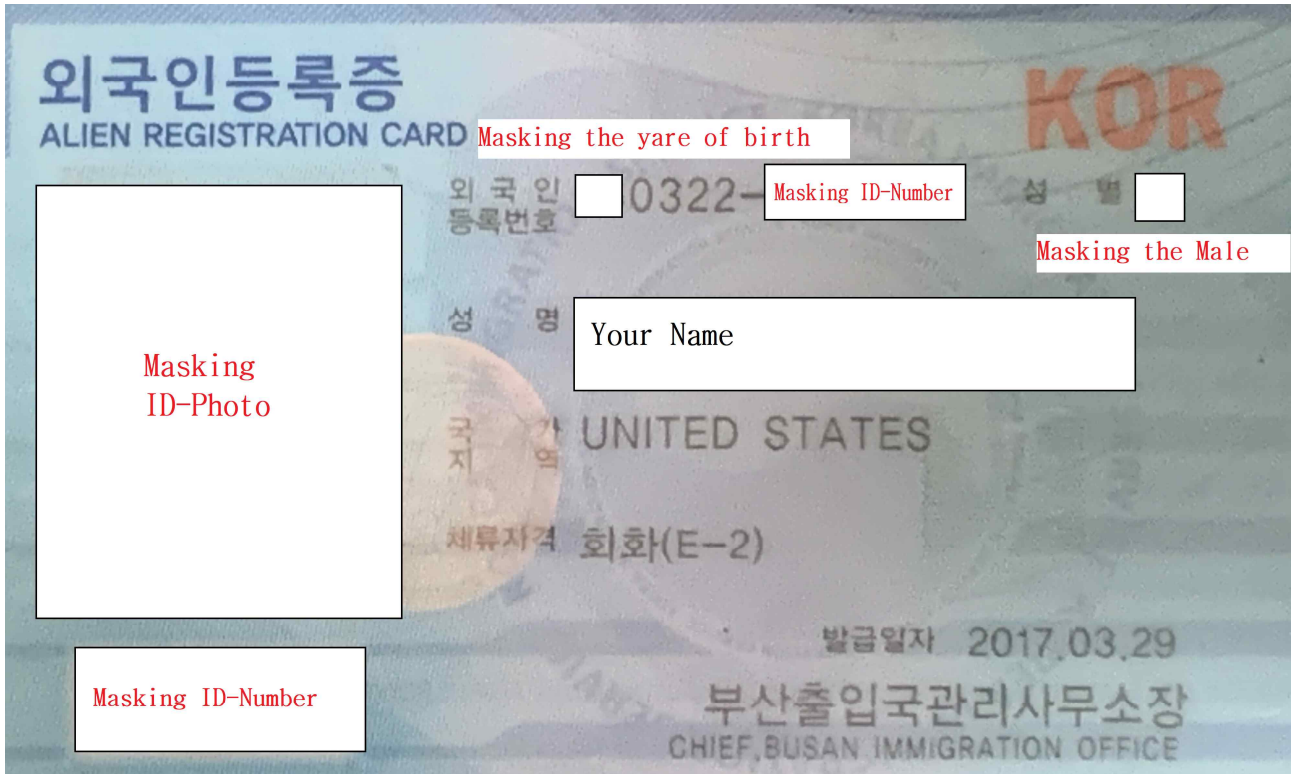 외국인등록증
KOR
ALIEN REGISTRATION CARD
Masking the yare of birth
외국인
등록번호
0322-
Masking ID-Number
성 별
Masking the Male
성 명
Your Name
Masking
ID-Photo
국 가
지 역
UNITED STATES
체류자격 회화(E-2)
발급일자 2017.03.29
Masking ID-Number
부산출입국관리사무소장
CHIEF,BUSAN IMMIGRATION OFFICE